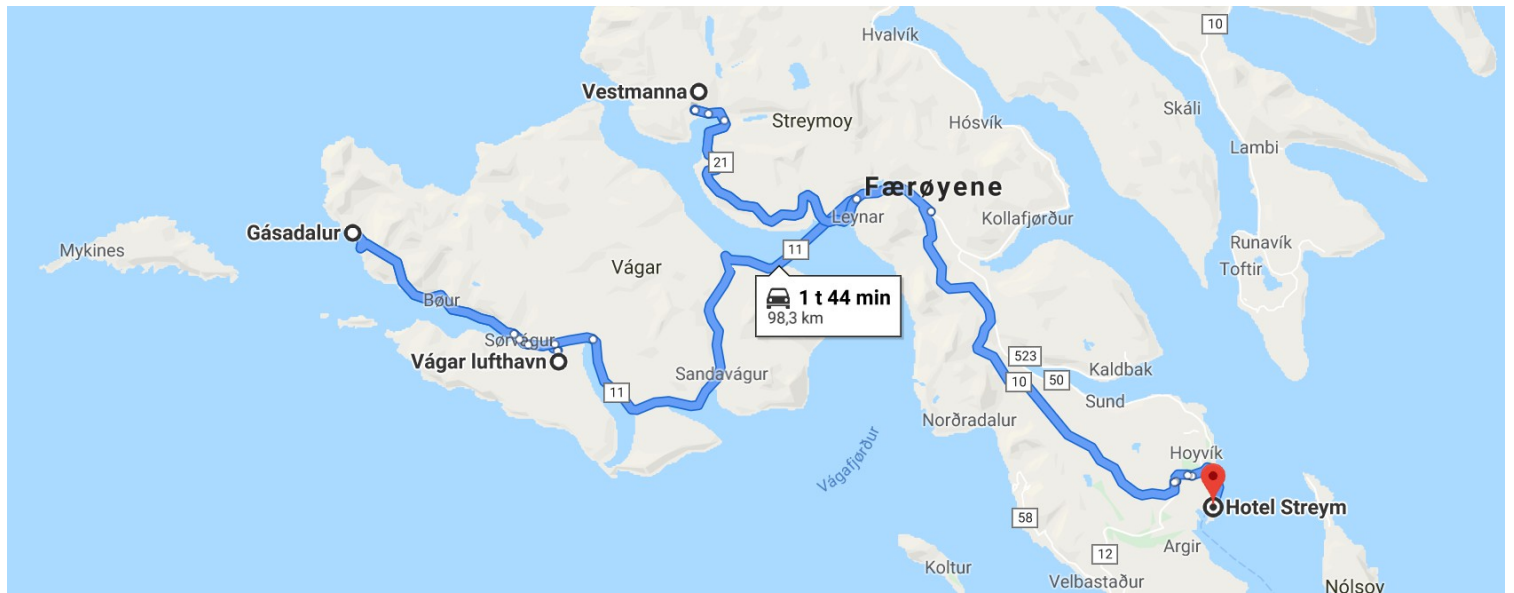 10
Hvalvík
Vestmanna
Skáli
Streymoy
Hósvík
Lambi
21
Færøyene
Leynar
Kollafjørður
Gásadalur
Mykines
11
Runavík
Toftir
Vágar
1 t 44 min
98,3 km
Bøur
Sørvágur
Vágar lufthavn
523
Kaldbak
10
50
Sandavágur
11
Sund
Norðradalur
Vágafjørður
Hoyvík
Hotel Streym
58
Argir
12
Koltur
Velbastaður
Nólsoy